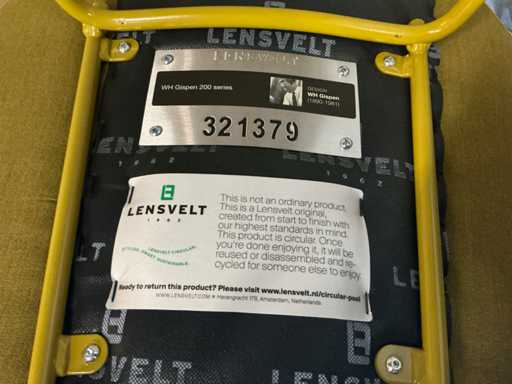 LENSVELT
LENSVELT
WH Gispen 200 series
DESIGN
WH Gispen
(1890-1981)
321379
LENSVELT
1962
1962
LENSVELT
1962
This is not an ordinary product.
This is a Lensvelt original,
created from start to finish with
our highest standards in mind.
This product is circular. Once
you're done enjoying it, it will be
reused or disassembled and re-
cycled for someone else to enjoy.
LENSVELT CIRCULAR.
Ready to return this product? Please visit www.lensvelt.nl/circular-pool
WWW.LENSVELT.COM Herengracht 178, Amsterdam, Netherlands.
LENSVELT